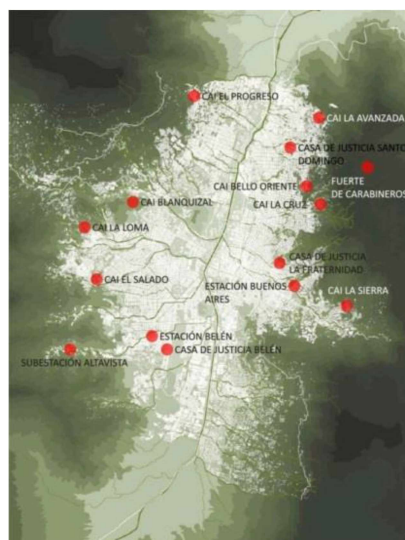 CAI EL PROGRESO
CAI LA AVANZADA
CASA DE JUSTICIA SANTO
DOMINGO
FUERTE
DE CARABINEROS
CAI BELLO ORIENTE
CAI BLANQUIZAL
CAI LA CRUZ
CAI LA LOMA
CASA DE JUSTICIA
LA FRATERNIDAD
CAI EL SALADO
ESTACIÓN BUENOS
AIRES
CAI LA SIERRA
ESTACIÓN BELÉN
CASA DE JUSTICIA BELÉN
SUBESTACIÓN ALTAVISTA